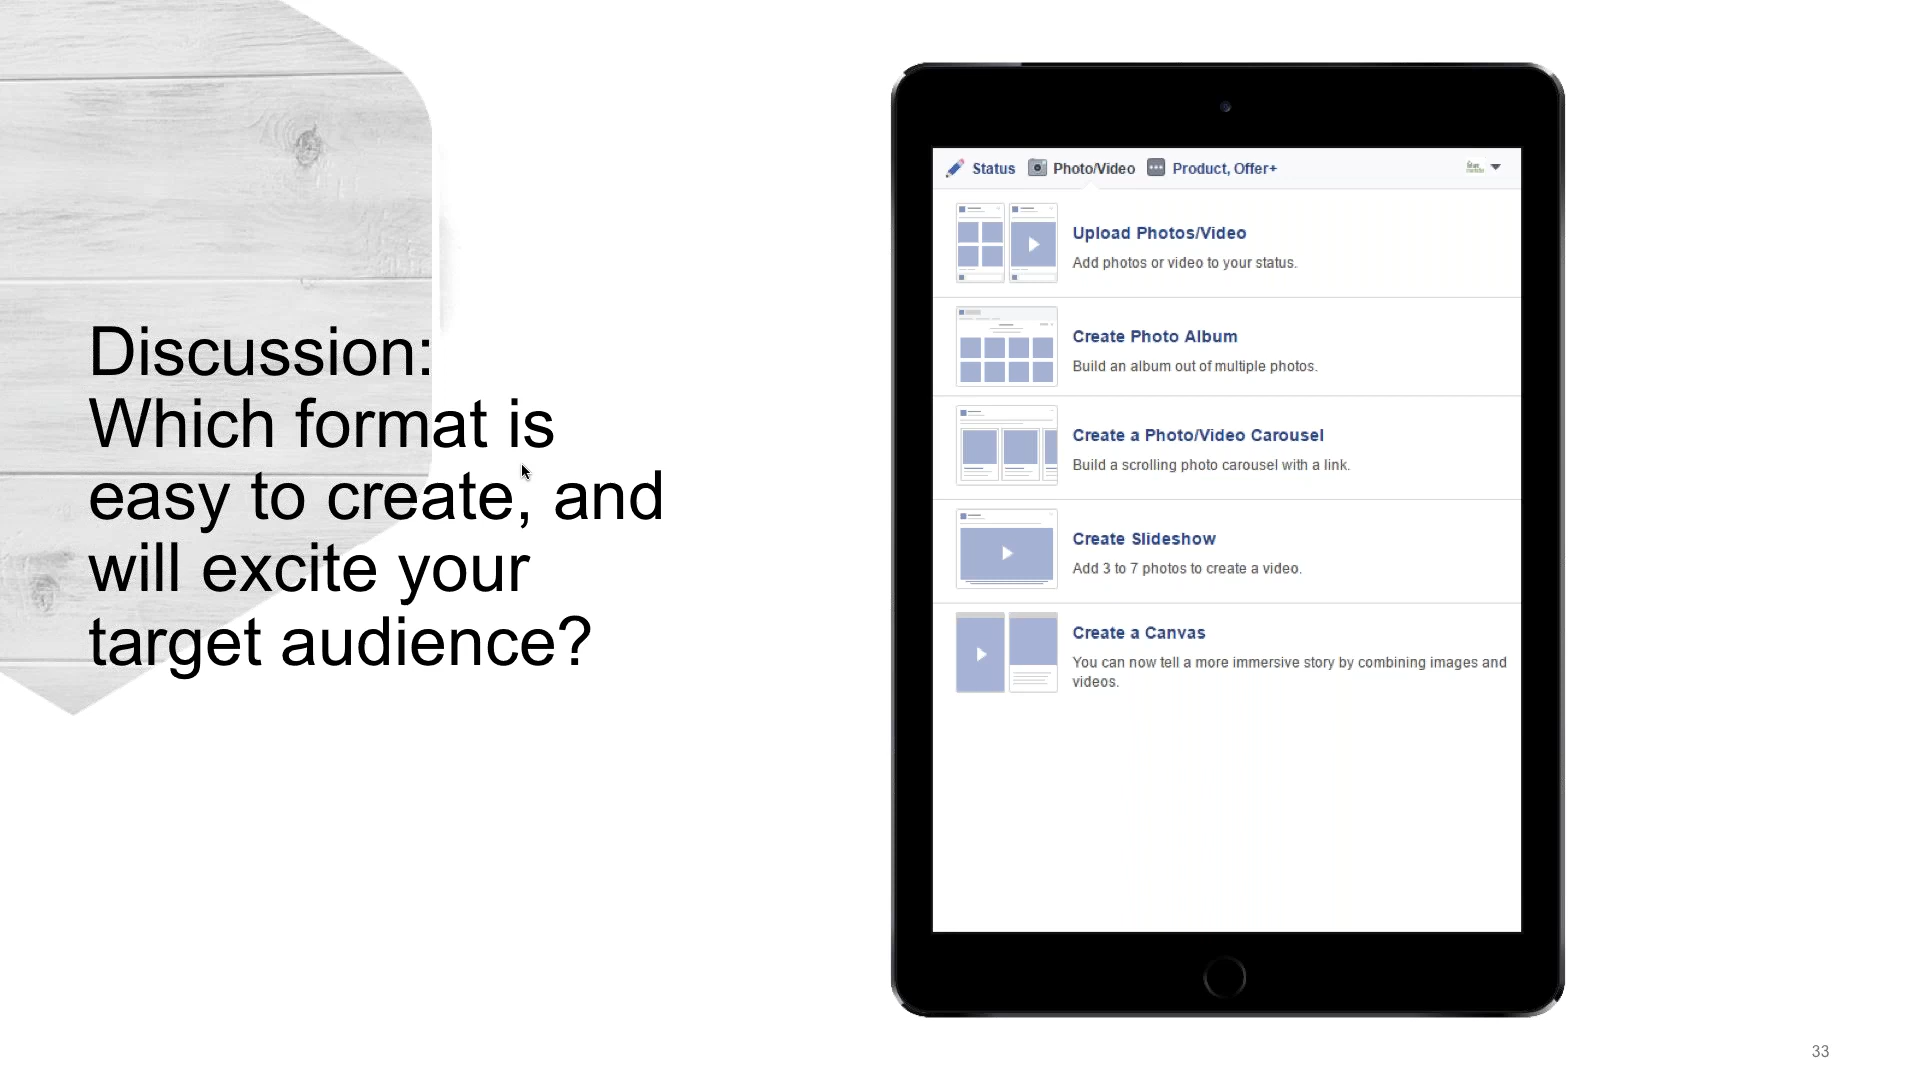 Discussion:
Which format is
easy to create, and
will excite your
target audience?
Status Photo/Video Product, Offer+
Upload Photos/Video
Add photos or video to your status.
Create Photo Album
Build an album out of multiple photos.
Create a Photo/Video Carousel
Build a scrolling photo carousel with a link.
Create Slideshow
Add 3 to 7 photos to create a video.
Create a Canvas
You can now tell a more immersive story by combining images and
videos.
33